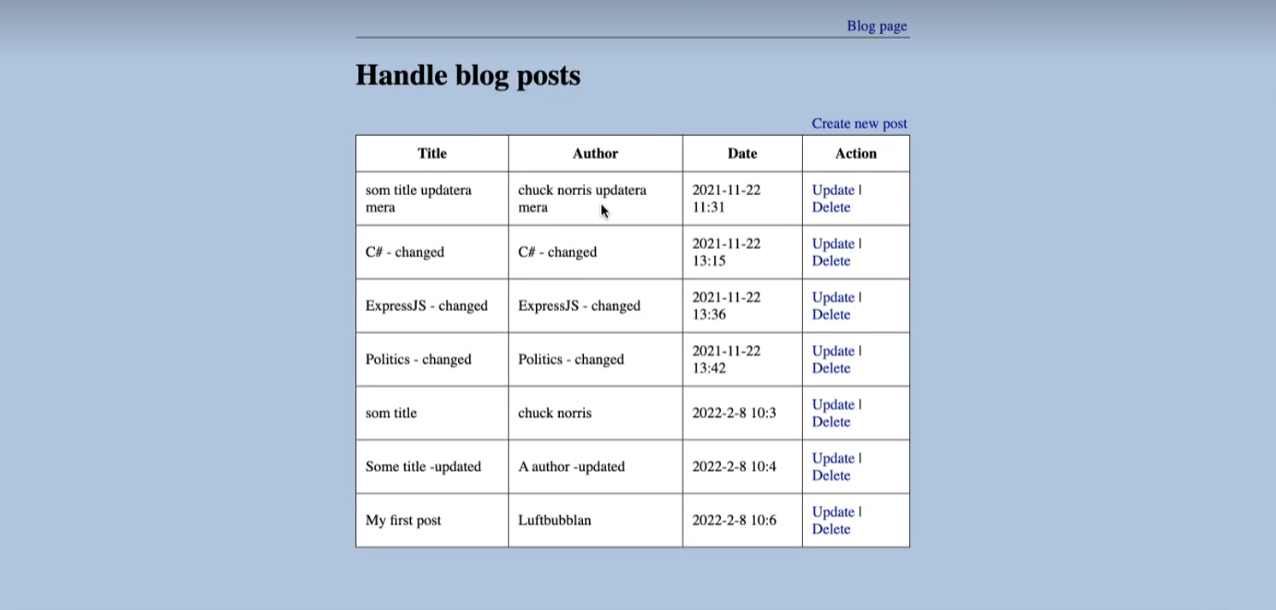 Blog page
Handle blog posts
Create new post
Title Author Date Action
som title updatera chuck norris updatera 2021-11-22 Update |
mera mera 11:31 Delete
C# - changed C# - changed 2021-11-22 13:15 Update | Delete
ExpressJS - changed ExpressJS - changed 2021-11-22 13:36 Update | Delete
Politics - changed Politics - changed 2021-11-22 13:42 Update | Delete
som title chuck norris 2022-2-8 10:3 Update | Delete
Some title -updated A author -updated 2022-2-8 10:4 Update | Delete
My first post Luftbubblan 2022-2-8 10:6 Update | Delete